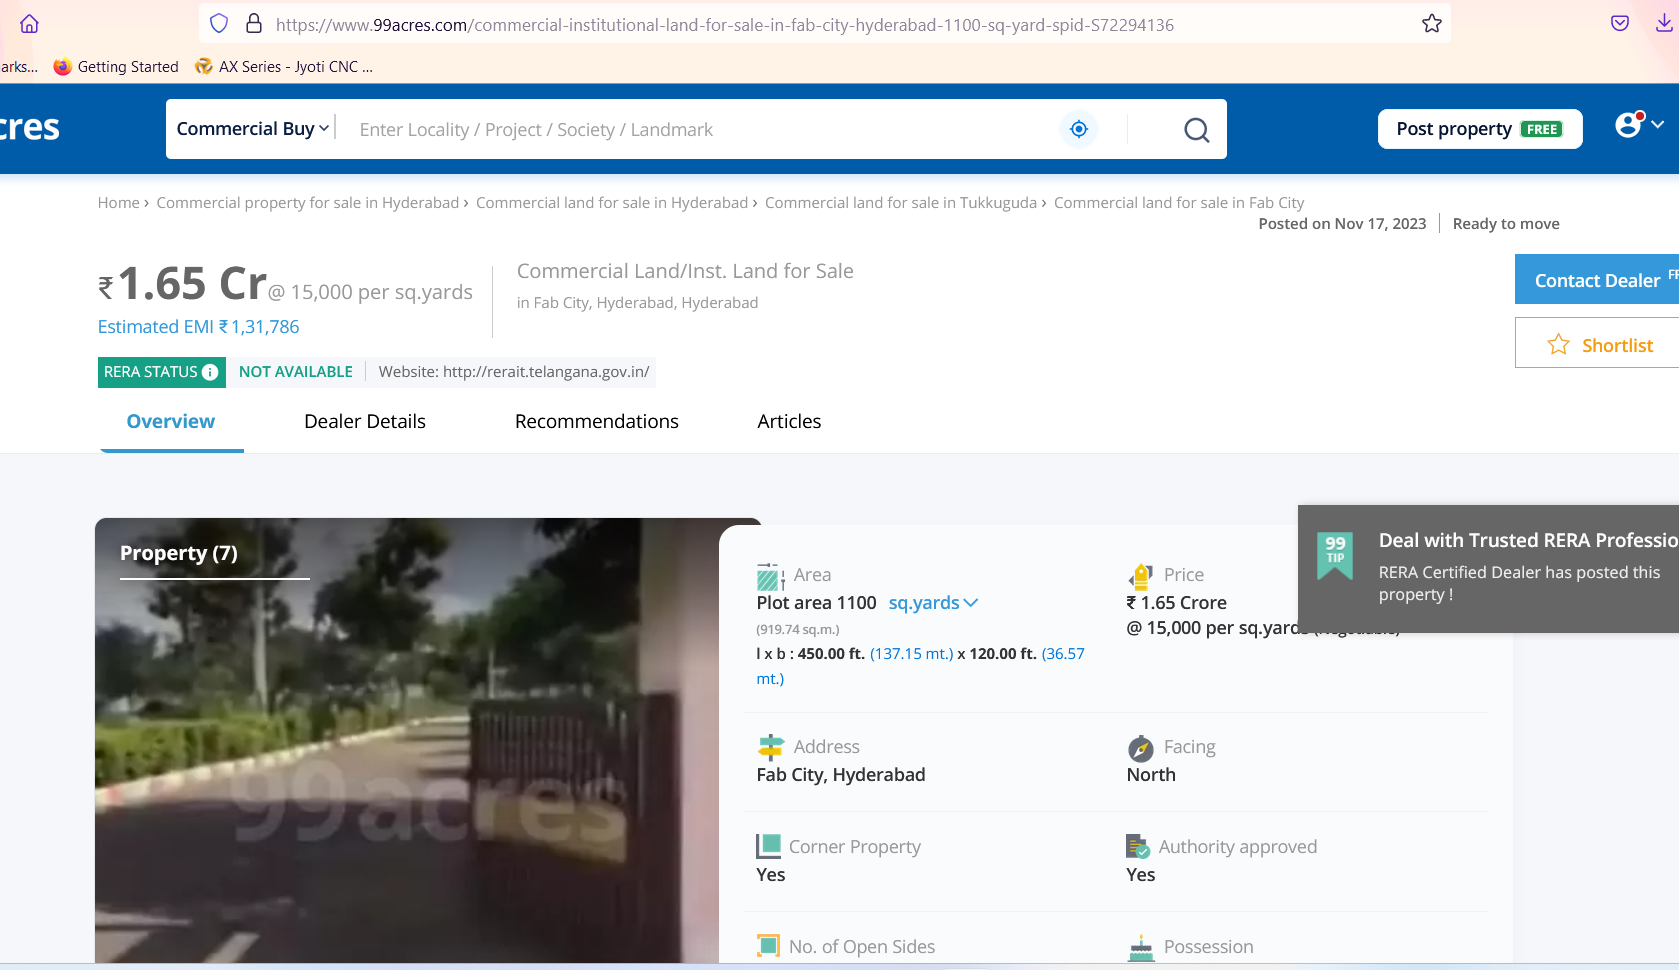 https://www.99acres.com/commercial-institutional-land-for-sale-in-fab-city-hyderabad-1100-sq-yard-spid-S72294136
arks... Getting Started AX Series - Jyoti CNC ...
cres Commercial Buy Enter Locality / Project / Society / Landmark Post property FREE
Home › Commercial property for sale in Hyderabad › Commercial land for sale in Hyderabad › Commercial land for sale in Tukkuguda › Commercial land for sale in Fab City
Posted on Nov 17, 2023 Ready to move
₹1.65 Cr@ 15,000 per sq.yards
Estimated EMI ₹1,31,786
Commercial Land/Inst. Land for Sale
in Fab City, Hyderabad, Hyderabad
Contact Dealer FR
Shortlist
RERA STATUS i NOT AVAILABLE Website: http://rerait.telangana.gov.in/
Overview Dealer Details Recommendations Articles
Property (7)
99acres
Area
Plot area 1100 sq.yards
(919.74 sq.m.)
l x b : 450.00 ft. (137.15 mt.) x 120.00 ft. (36.57
mt.)
Price
₹ 1.65 Crore
@ 15,000 per sq.yards (Negotiable)
99
TIP
Deal with Trusted RERA Professio
RERA Certified Dealer has posted this
property !
Address
Fab City, Hyderabad
Facing
North
Corner Property
Yes
Authority approved
Yes
No. of Open Sides
Possession